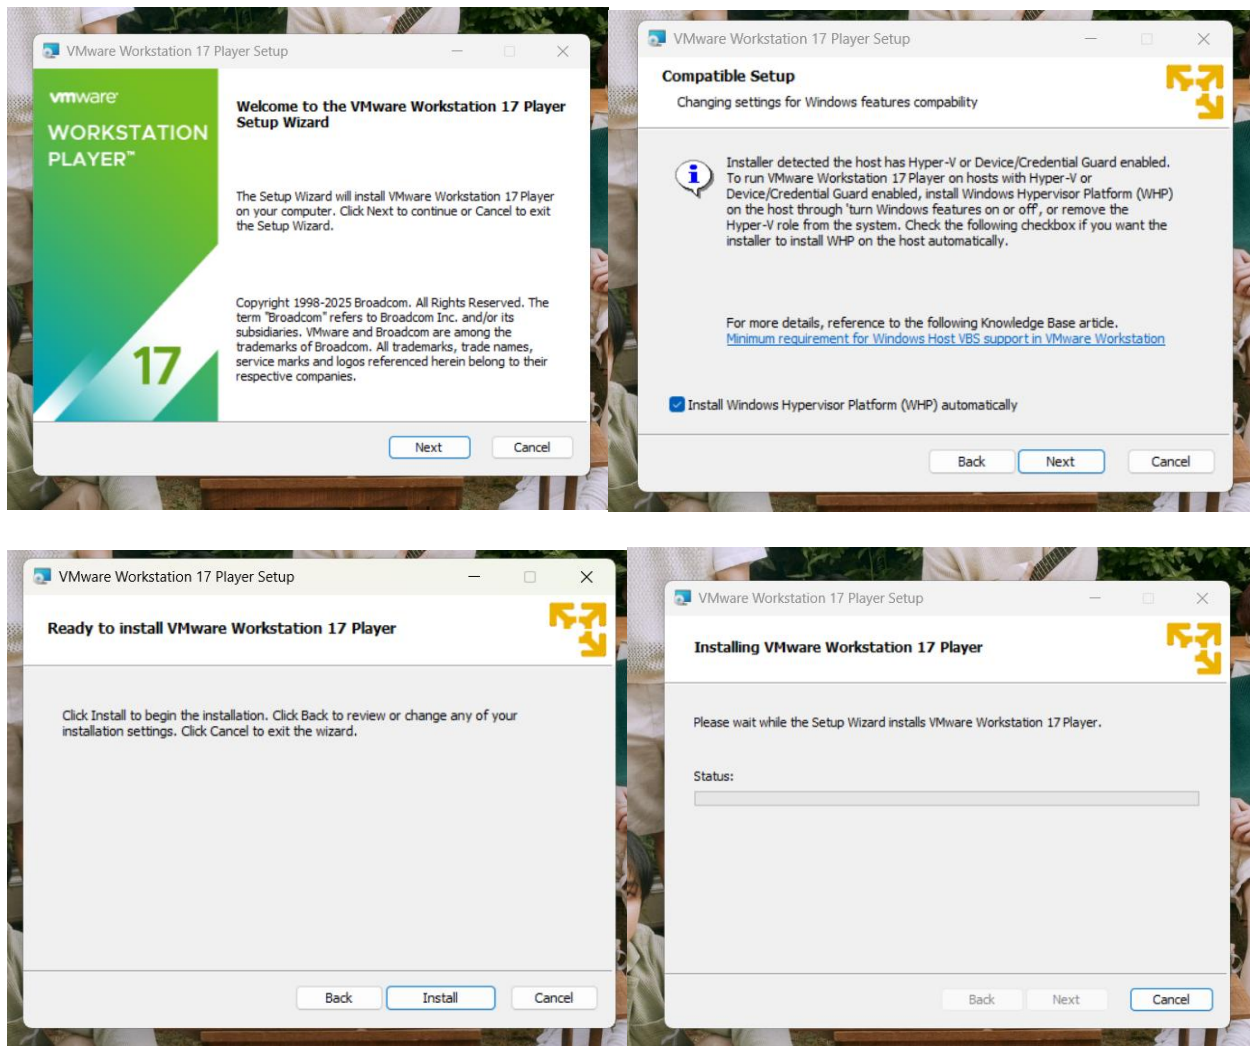 VMware Workstation 17 Player Setup
vmware
WORKSTATION
PLAYER™
17
Welcome to the VMware Workstation 17 Player
Setup Wizard
The Setup Wizard will install VMware Workstation 17 Player
on your computer. Click Next to continue or Cancel to exit
the Setup Wizard.
Copyright 1998-2025 Broadcom. All Rights Reserved. The
term "Broadcom" refers to Broadcom Inc. and/or its
subsidiaries. VMware and Broadcom are among the
trademarks of Broadcom. All trademarks, trade names,
service marks and logos referenced herein belong to their
respective companies.
Next Cancel
VMware Workstation 17 Player Setup
Compatible Setup
Changing settings for Windows features compability
Installer detected the host has Hyper-V or Device/Credential Guard enabled.
To run VMware Workstation 17 Player on hosts with Hyper-V or
Device/Credential Guard enabled, install Windows Hypervisor Platform (WHP)
on the host through 'turn Windows features on or off', or remove the
Hyper-V role from the system. Check the following checkbox if you want the
installer to install WHP on the host automatically.
For more details, reference to the following Knowledge Base article.
Minimum requirement for Windows Host VBS support in VMware Workstation
Install Windows Hypervisor Platform (WHP) automatically
Back Next Cancel
VMware Workstation 17 Player Setup
Ready to install VMware Workstation 17 Player
Click Install to begin the installation. Click Back to review or change any of your
installation settings. Click Cancel to exit the wizard.
Back Install Cancel
VMware Workstation 17 Player Setup
Installing VMware Workstation 17 Player
Please wait while the Setup Wizard installs VMware Workstation 17 Player.
Status:
Back Next Cancel